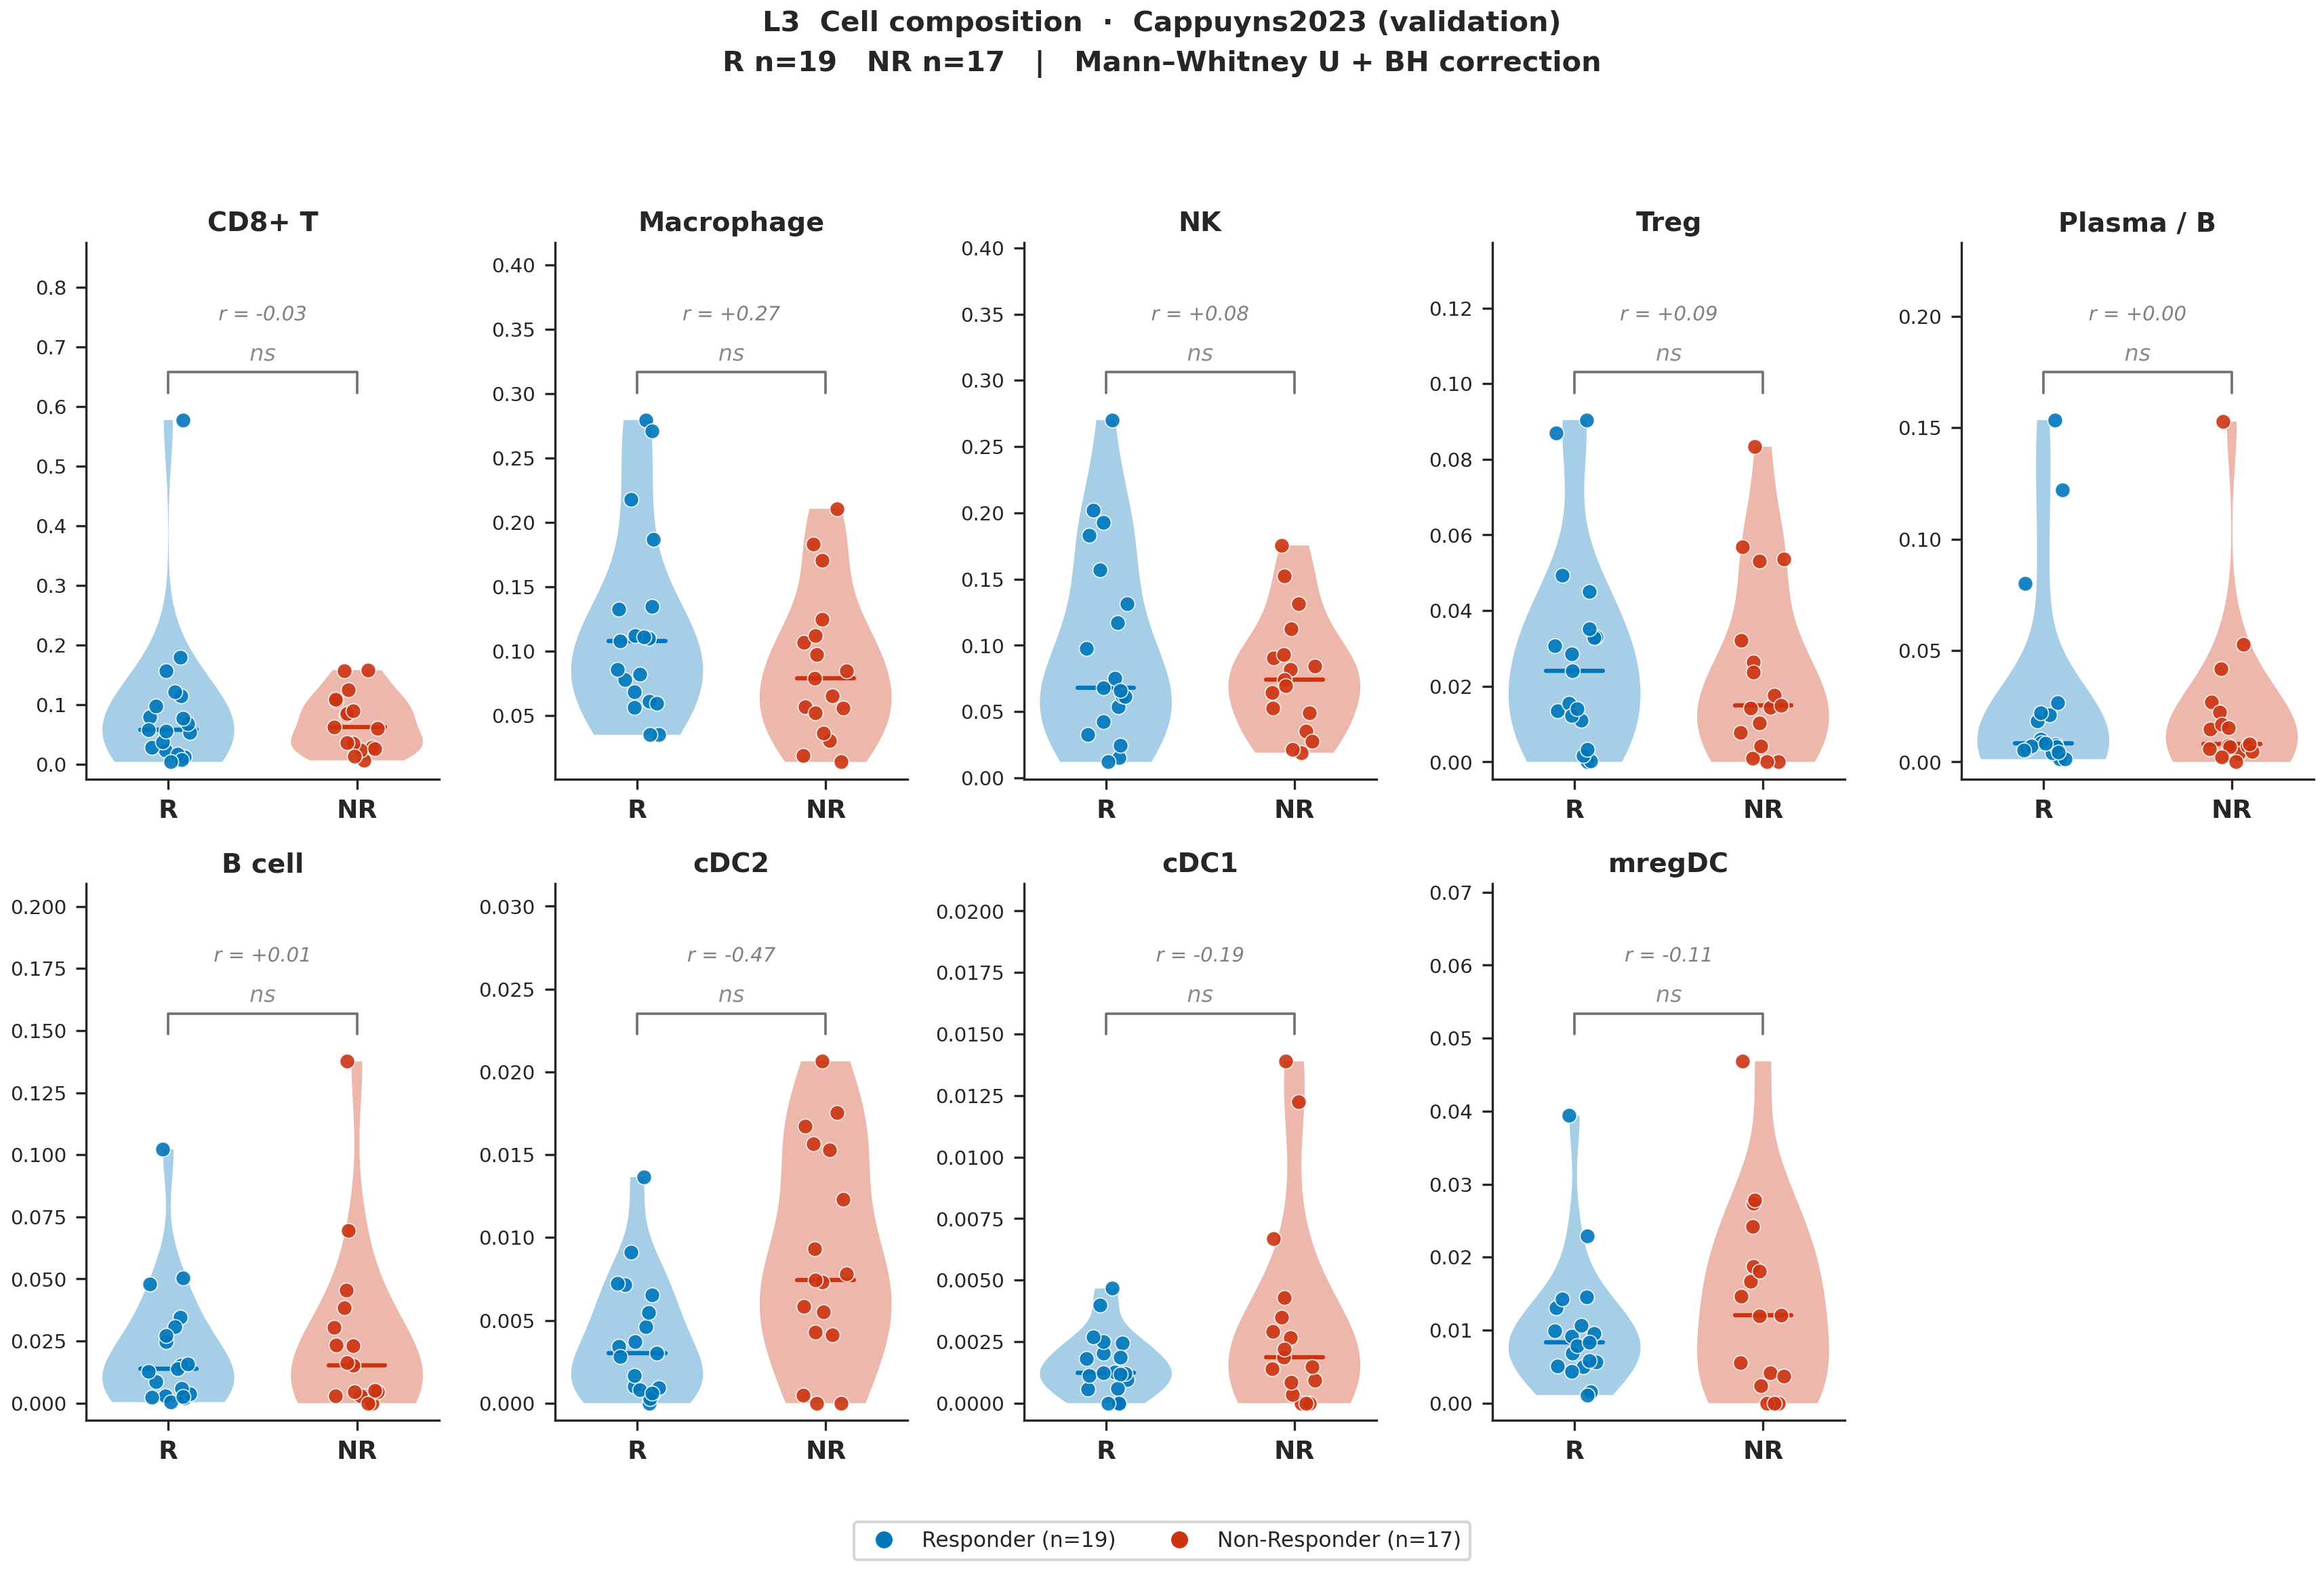 L3  Cell composition  ·  Cappuyns2023 (validation)
R n=19   NR n=17   |   Mann–Whitney U + BH correction
CD8+ T
0.8
0.7
0.6
0.5
0.4
0.3
0.2
0.1
0.0
r = -0.03
ns
R NR
Macrophage
0.40
0.35
0.30
0.25
0.20
0.15
0.10
0.05
r = +0.27
ns
R NR
NK
0.40
0.35
0.30
0.25
0.20
0.15
0.10
0.05
0.00
r = +0.08
ns
R NR
Treg
0.12
0.10
0.08
0.06
0.04
0.02
0.00
r = +0.09
ns
R NR
Plasma / B
0.20
0.15
0.10
0.05
0.00
r = +0.00
ns
R NR
B cell
0.200
0.175
0.150
0.125
0.100
0.075
0.050
0.025
0.000
r = +0.01
ns
R NR
cDC2
0.030
0.025
0.020
0.015
0.010
0.005
0.000
r = -0.47
ns
R NR
cDC1
0.0200
0.0175
0.0150
0.0125
0.0100
0.0075
0.0050
0.0025
0.0000
r = -0.19
ns
R NR
mregDC
0.07
0.06
0.05
0.04
0.03
0.02
0.01
0.00
r = -0.11
ns
R NR
Responder (n=19) Non-Responder (n=17)